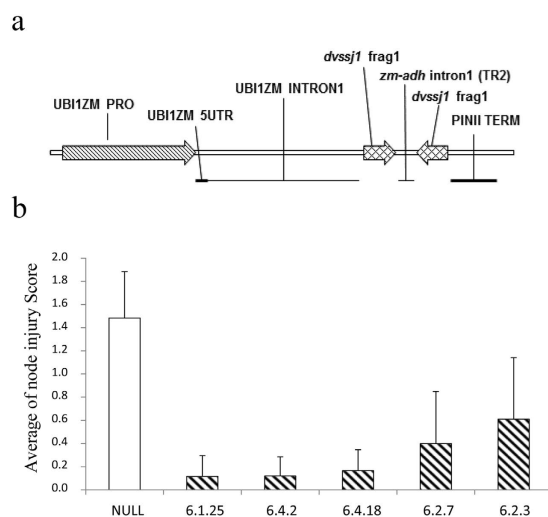 a
dvssj1 frag1
zm-adh intron1 (TR2)
UBI1ZM INTRON1
dvssj1 frag1
UBI1ZM PRO
UBI1ZM 5UTR
PINII TERM
b
Average of node injury Score
2.0
1.8
1.6
1.4
1.2
1.0
0.8
0.6
0.4
0.2
0.0
NULL 6.1.25 6.4.2 6.4.18 6.2.7 6.2.3